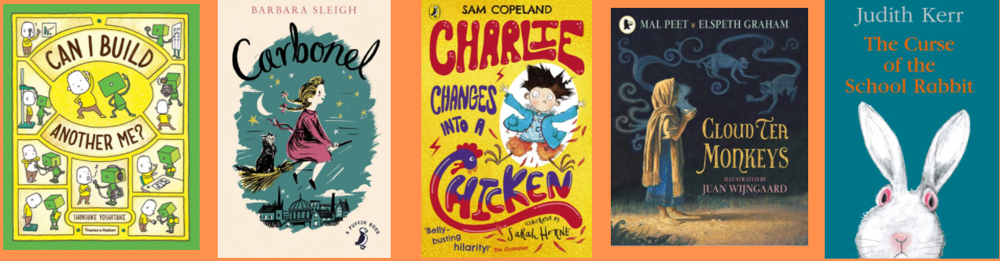 CAN I BUILD
ANOTHER ME?
SHINSUKE YOSHITAKE
Thames & Hudson
BARBARA SLEIGH
Carbonel
A PUFFIN BOOK
SAM COPELAND
CHARLIE
CHANGES
INTO A
CHICKEN
ILLUSTRATED BY
SARAH HORNE
'Belly-
busting
hilarity!' The Guardian
MAL PEET ELSPETH GRAHAM
CLOUD TEA
MONKEYS
ILLUSTRATED BY
JUAN WIJNGAARD
Judith Kerr
The Curse
of the
School Rabbit